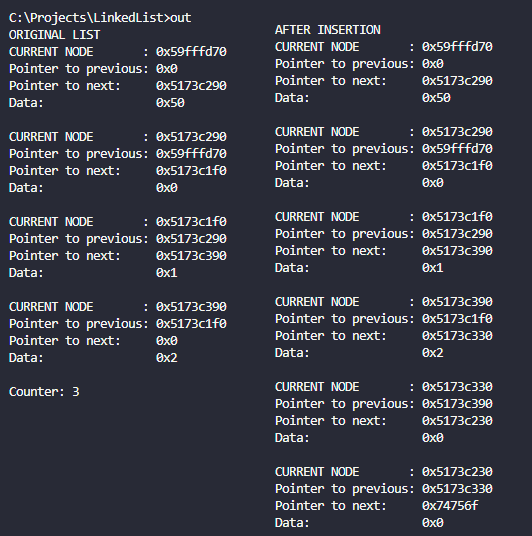 C:\Projects\LinkedList>out
ORIGINAL LIST
CURRENT NODE       : 0x59fffd70
Pointer to previous: 0x0
Pointer to next:     0x5173c290
Data:                0x50

CURRENT NODE       : 0x5173c290
Pointer to previous: 0x59fffd70
Pointer to next:     0x5173c1f0
Data:                0x0

CURRENT NODE       : 0x5173c1f0
Pointer to previous: 0x5173c290
Pointer to next:     0x5173c390
Data:                0x1

CURRENT NODE       : 0x5173c390
Pointer to previous: 0x5173c1f0
Pointer to next:     0x0
Data:                0x2

Counter: 3

AFTER INSERTION
CURRENT NODE       : 0x59fffd70
Pointer to previous: 0x0
Pointer to next:     0x5173c290
Data:                0x50

CURRENT NODE       : 0x5173c290
Pointer to previous: 0x59fffd70
Pointer to next:     0x5173c1f0
Data:                0x0

CURRENT NODE       : 0x5173c1f0
Pointer to previous: 0x5173c290
Pointer to next:     0x5173c390
Data:                0x1

CURRENT NODE       : 0x5173c390
Pointer to previous: 0x5173c1f0
Pointer to next:     0x5173c330
Data:                0x2

CURRENT NODE       : 0x5173c330
Pointer to previous: 0x5173c390
Pointer to next:     0x5173c230
Data:                0x0

CURRENT NODE       : 0x5173c230
Pointer to previous: 0x5173c330
Pointer to next:     0x74756f
Data:                0x0